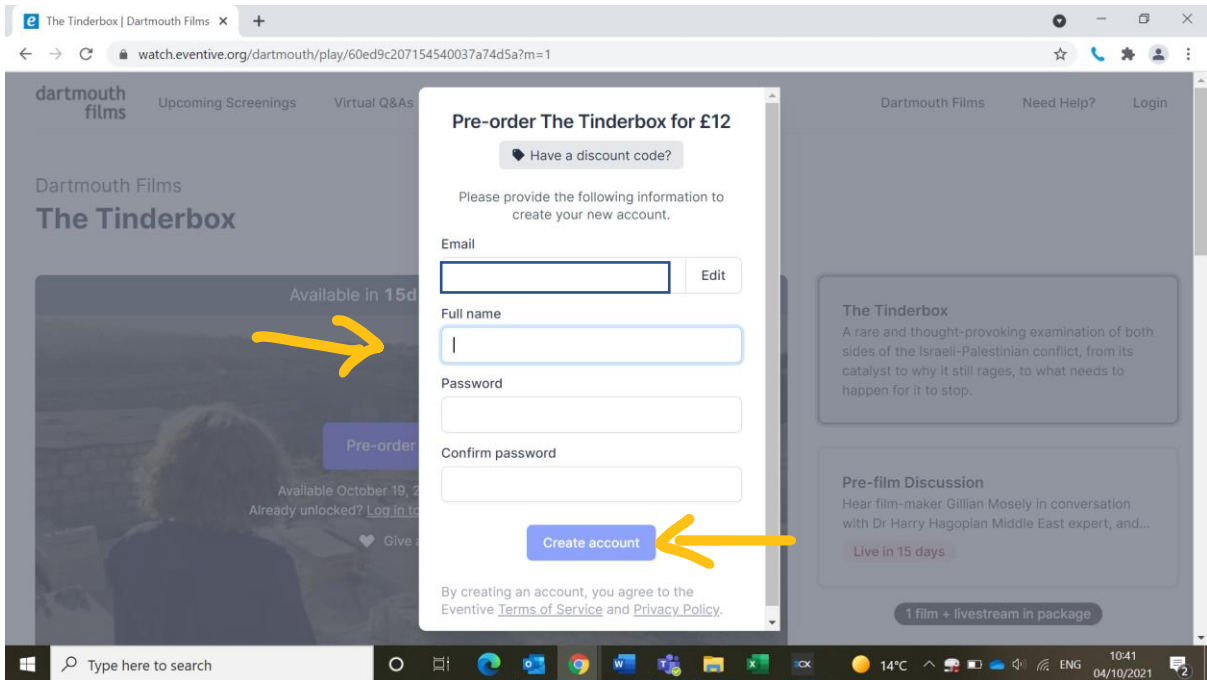 The Tinderbox | Dartmouth Films
watch.eventive.org/dartmouth/play/60ed9c207154540037a74d5a?m=1
dartmouth
films
Upcoming Screenings
Virtual Q&As
Dartmouth Films
Need Help?
Login
Dartmouth Films
The Tinderbox
Available in 15d
Pre-order
Available October 19, 2
Already unlocked? Log in to
Give a
Pre-order The Tinderbox for £12
Have a discount code?
Please provide the following information to
create your new account.
Email
Edit
Full name
Password
Confirm password
Create account
By creating an account, you agree to the
Eventive Terms of Service and Privacy Policy.
The Tinderbox
A rare and thought-provoking examination of both
sides of the Israeli-Palestinian conflict, from its
catalyst to why it still rages, to what needs to
happen for it to stop.
Pre-film Discussion
Hear film-maker Gillian Mosely in conversation
with Dr Harry Hagopian Middle East expert, and...
Live in 15 days
1 film + livestream in package
Type here to search
14°C
ENG
10:41
04/10/2021
2